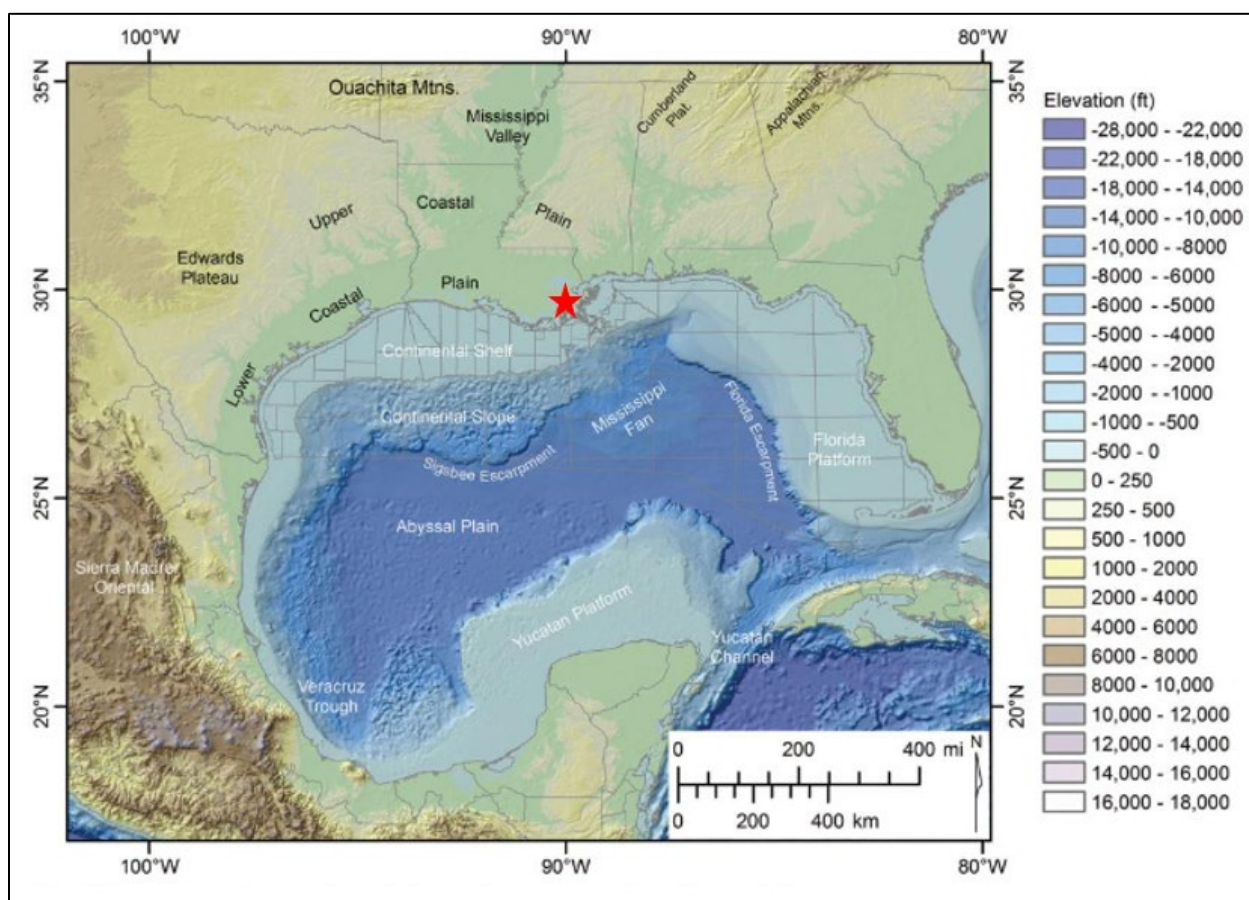 100°W
90°W
80°W
35°N
35°N
Ouachita Mtns.
Mississippi
Valley
Cumberland
Plat.
Appalachian
Mtns.
Upper
Coastal
Plain
Edwards
Plateau
Plain
30°N
30°N
Coastal
Lower
Continental Shelf
Continental Slope
Mississippi
Fan
Florida Escarpment
Florida
Platform
Sigsbee Escarpment
25°N
25°N
Abyssal Plain
Sierra Madrer
Oriental
Yucatan Platform
Yucatan
Channel
Veracruz
Trough
20°N
20°N
0 200 400 mi
N
0 200 400 km
100°W
90°W
80°W
Elevation (ft)
-28,000 - -22,000
-22,000 - -18,000
-18,000 - -14,000
-14,000 - -10,000
-10,000 - -8000
-8000 - -6000
-6000 - -5000
-5000 - -4000
-4000 - -2000
-2000 - -1000
-1000 - -500
-500 - 0
0 - 250
250 - 500
500 - 1000
1000 - 2000
2000 - 4000
4000 - 6000
6000 - 8000
8000 - 10,000
10,000 - 12,000
12,000 - 14,000
14,000 - 16,000
16,000 - 18,000